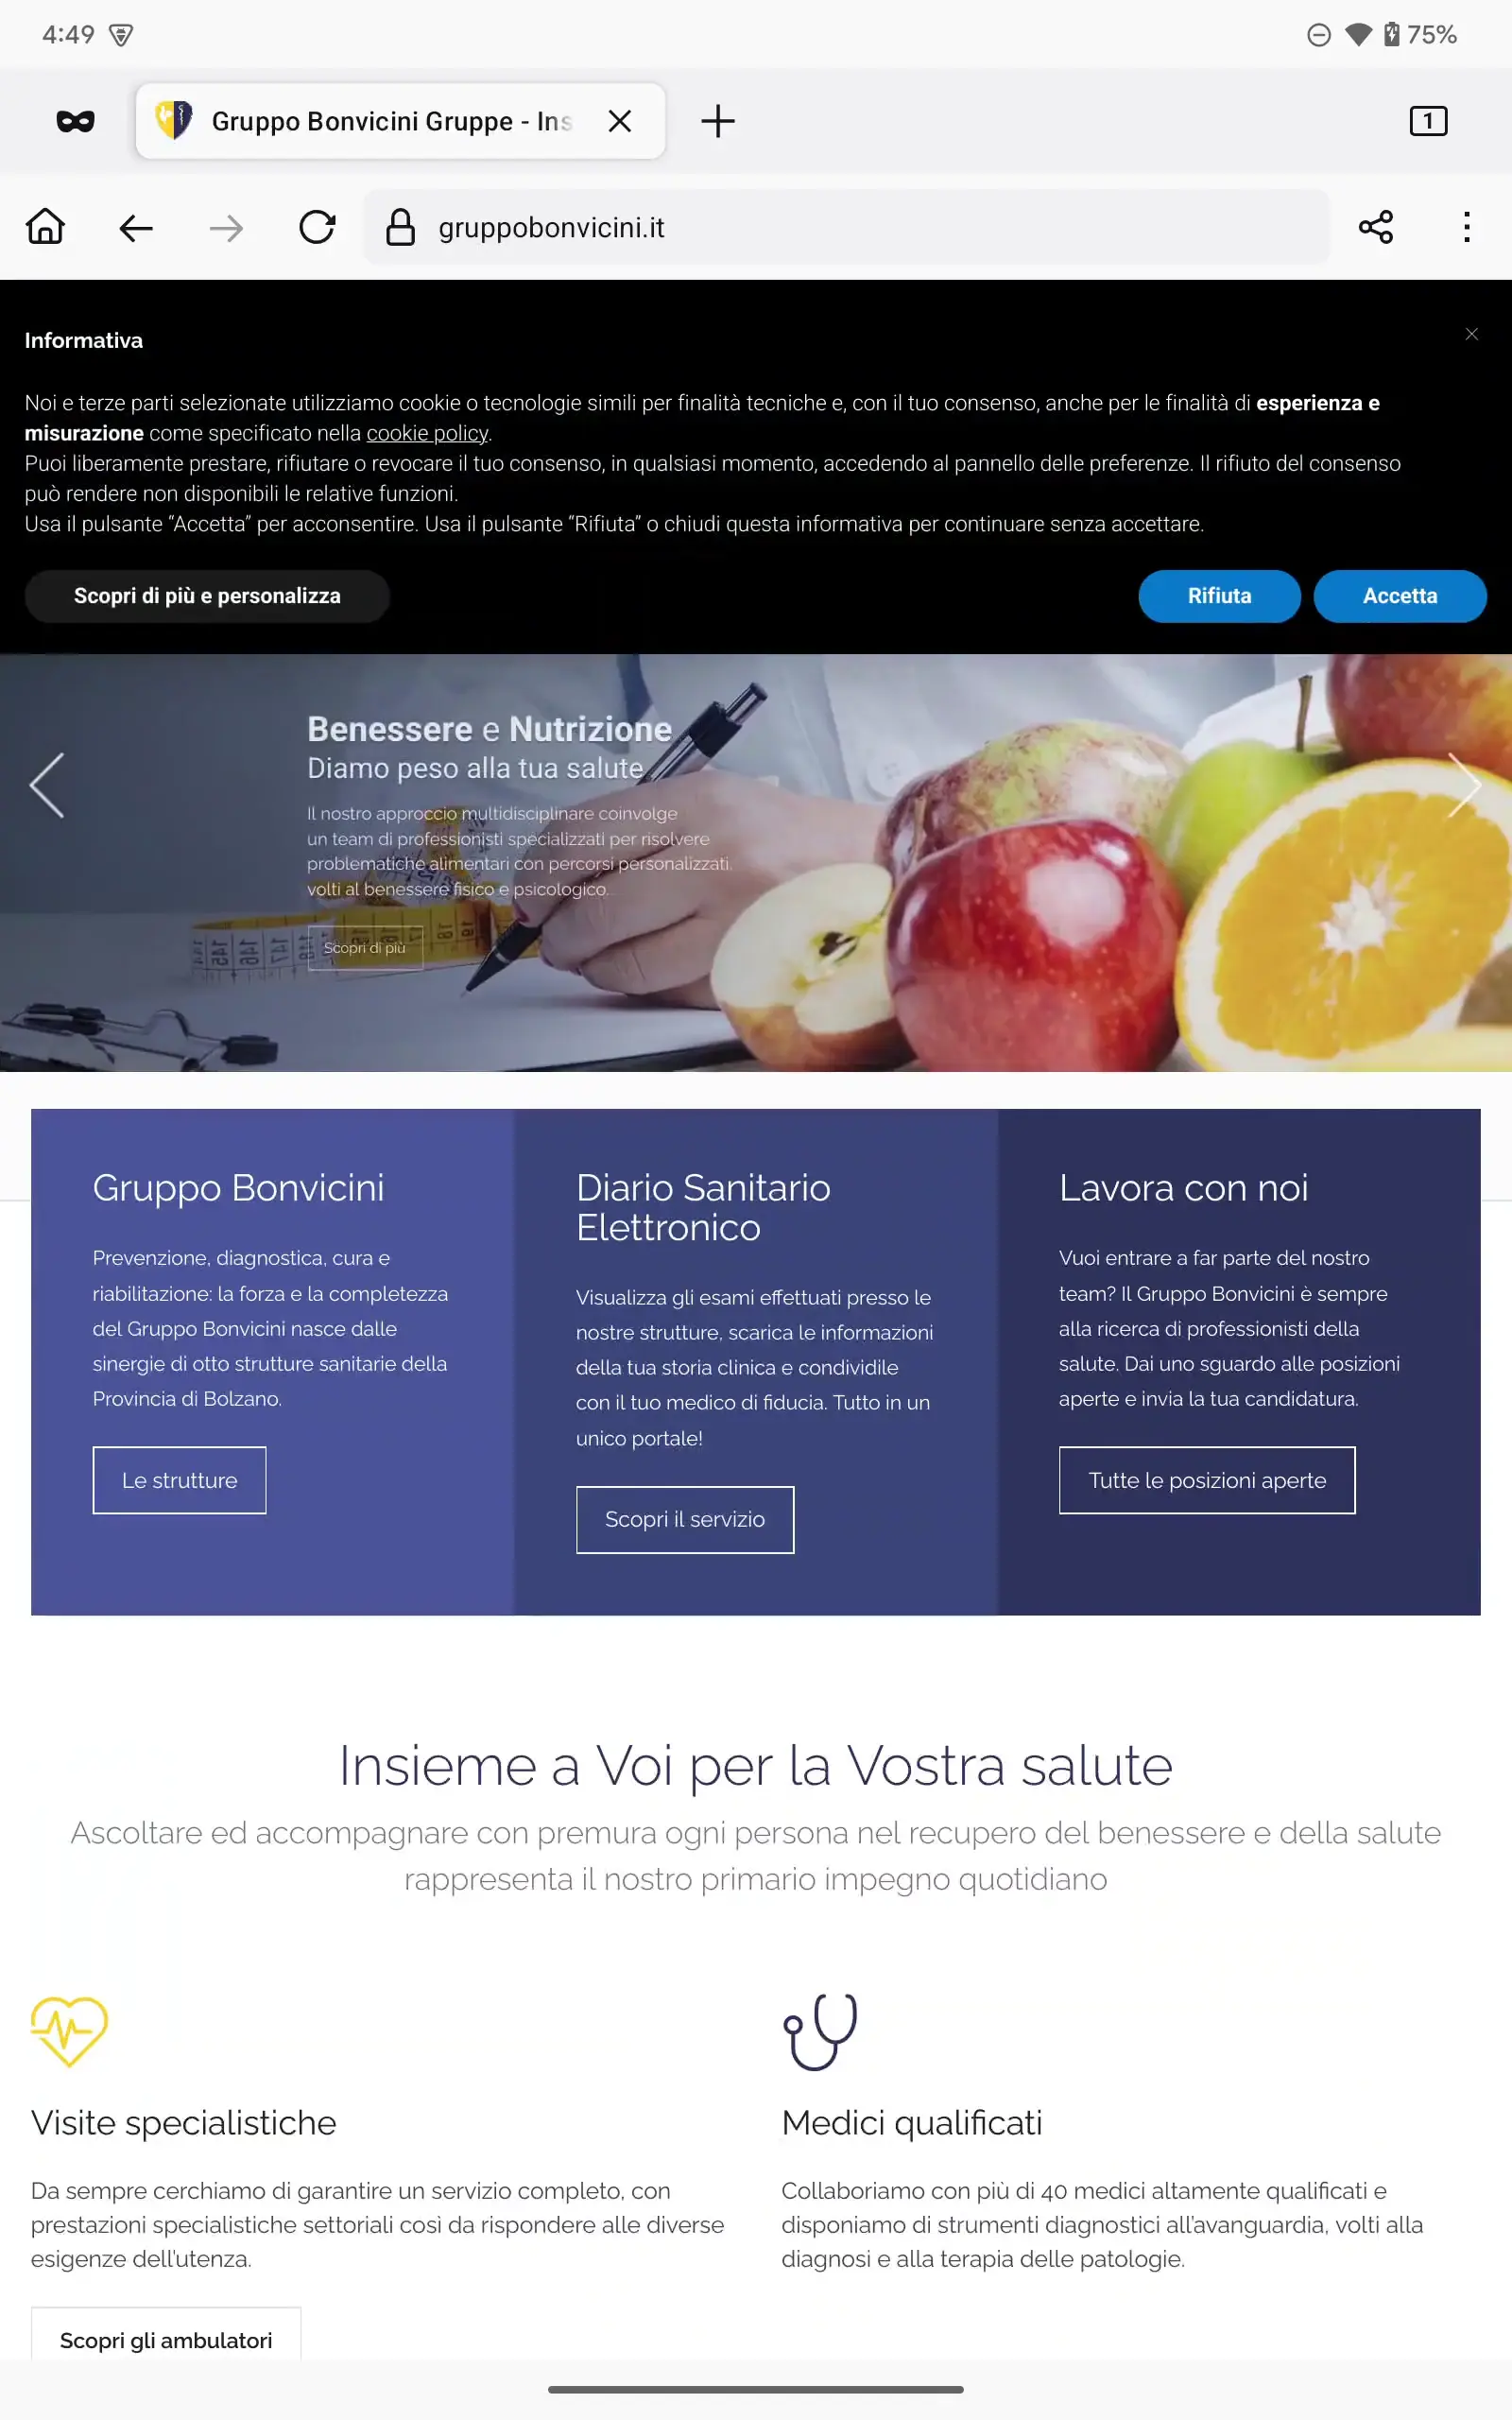 4:49
75%
Gruppo Bonvicini Gruppe - Ins
1
gruppobonvicini.it
Informativa
Noi e terze parti selezionate utilizziamo cookie o tecnologie simili per finalità tecniche e, con il tuo consenso, anche per le finalità di esperienza e
misurazione come specificato nella cookie policy.
Puoi liberamente prestare, rifiutare o revocare il tuo consenso, in qualsiasi momento, accedendo al pannello delle preferenze. Il rifiuto del consenso
può rendere non disponibili le relative funzioni.
Usa il pulsante “Accetta” per acconsentire. Usa il pulsante “Rifiuta” o chiudi questa informativa per continuare senza accettare.
Scopri di più e personalizza
Rifiuta
Accetta
Benessere e Nutrizione
Diamo peso alla tua salute
Il nostro approccio multidisciplinare coinvolge
un team di professionisti specializzati per risolvere
problematiche alimentari con percorsi personalizzati,
volti al benessere fisico e psicologico.
Scopri di più
Gruppo Bonvicini
Prevenzione, diagnostica, cura e
riabilitazione: la forza e la completezza
del Gruppo Bonvicini nasce dalle
sinergie di otto strutture sanitarie della
Provincia di Bolzano.
Le strutture
Diario Sanitario
Elettronico
Visualizza gli esami effettuati presso le
nostre strutture, scarica le informazioni
della tua storia clinica e condividile
con il tuo medico di fiducia. Tutto in un
unico portale!
Scopri il servizio
Lavora con noi
Vuoi entrare a far parte del nostro
team? Il Gruppo Bonvicini è sempre
alla ricerca di professionisti della
salute. Dai uno sguardo alle posizioni
aperte e invia la tua candidatura.
Tutte le posizioni aperte
Insieme a Voi per la Vostra salute
Ascoltare ed accompagnare con premura ogni persona nel recupero del benessere e della salute
rappresenta il nostro primario impegno quotidiano
Visite specialistiche
Da sempre cerchiamo di garantire un servizio completo, con
prestazioni specialistiche settoriali così da rispondere alle diverse
esigenze dell'utenza.
Scopri gli ambulatori
Medici qualificati
Collaboriamo con più di 40 medici altamente qualificati e
disponiamo di strumenti diagnostici all'avanguardia, volti alla
diagnosi e alla terapia delle patologie.